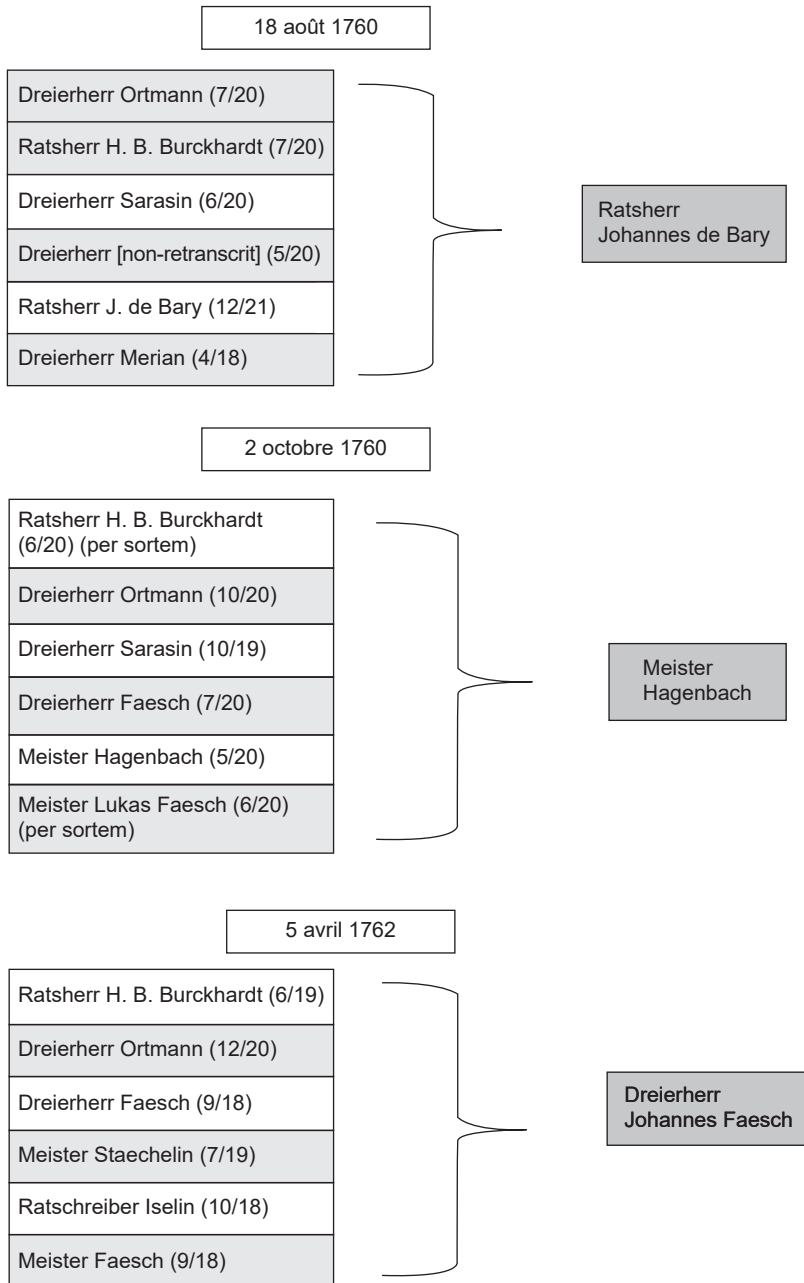 18 août 1760
Dreierherr Ortmann (7/20)
Ratsherr H. B. Burckhardt (7/20)
Dreierherr Sarasin (6/20)
Dreierherr [non-retranscrit] (5/20)
Ratsherr J. de Bary (12/21)
Dreierherr Merian (4/18)
Ratsherr
Johannes de Bary
2 octobre 1760
Ratsherr H. B. Burckhardt
(6/20) (per sortem)
Dreierherr Ortmann (10/20)
Dreierherr Sarasin (10/19)
Dreierherr Faesch (7/20)
Meister Hagenbach (5/20)
Meister Lukas Faesch (6/20)
(per sortem)
Meister
Hagenbach
5 avril 1762
Ratsherr H. B. Burckhardt (6/19)
Dreierherr Ortmann (12/20)
Dreierherr Faesch (9/18)
Meister Staechelin (7/19)
Ratschreiber Iselin (10/18)
Meister Faesch (9/18)
Dreierherr
Johannes Faesch